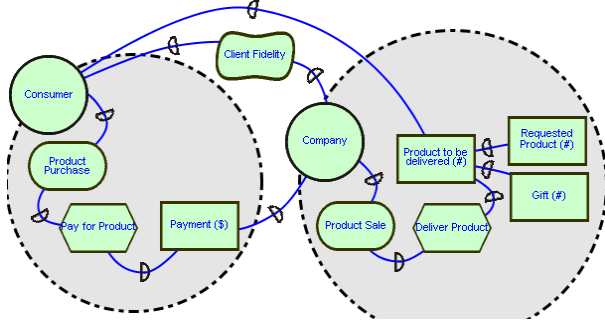 Client Fidelity
Consumer
Product
Purchase
Pay for Product
Payment ($)
Company
Product Sale
Product to be
delivered (#)
Deliver Product
Requested
Product (#)
Gift (#)